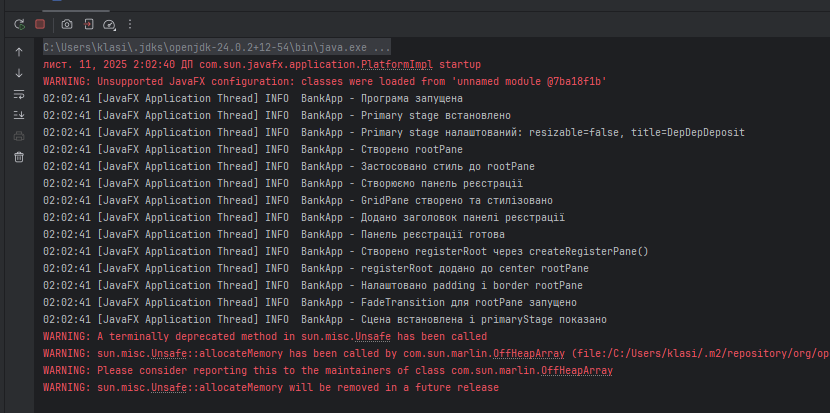 C:\Users\klasi\.jdks\openjdk-24.0.2+12-54\bin\java.exe ...
лист. 11, 2025 2:02:40 ДП com.sun.javafx.application.PlatformImpl startup
WARNING: Unsupported JavaFX configuration: classes were loaded from 'unnamed module @7ba18f1b'
02:02:41 [JavaFX Application Thread] INFO  BankApp - Програма запущена
02:02:41 [JavaFX Application Thread] INFO  BankApp - Primary stage встановлено
02:02:41 [JavaFX Application Thread] INFO  BankApp - Primary stage налаштований: resizable=false, title=DepDepDeposit
02:02:41 [JavaFX Application Thread] INFO  BankApp - Створено rootPane
02:02:41 [JavaFX Application Thread] INFO  BankApp - Застосовано стиль до rootPane
02:02:41 [JavaFX Application Thread] INFO  BankApp - Створюємо панель реєстрації
02:02:41 [JavaFX Application Thread] INFO  BankApp - GridPane створено та стилізовано
02:02:41 [JavaFX Application Thread] INFO  BankApp - Додано заголовок панелі реєстрації
02:02:41 [JavaFX Application Thread] INFO  BankApp - Панель реєстрації готова
02:02:41 [JavaFX Application Thread] INFO  BankApp - Створено registerRoot через createRegisterPane()
02:02:41 [JavaFX Application Thread] INFO  BankApp - registerRoot додано до center rootPane
02:02:41 [JavaFX Application Thread] INFO  BankApp - Налаштовано padding і border rootPane
02:02:41 [JavaFX Application Thread] INFO  BankApp - FadeTransition для rootPane запущено
02:02:41 [JavaFX Application Thread] INFO  BankApp - Сцена встановлена і primaryStage показано
WARNING: A terminally deprecated method in sun.misc.Unsafe has been called
WARNING: sun.misc.Unsafe::allocateMemory has been called by com.sun.marlin.OffHeapArray (file:/C:/Users/klasi/.m2/repository/org/op
WARNING: Please consider reporting this to the maintainers of class com.sun.marlin.OffHeapArray
WARNING: sun.misc.Unsafe::allocateMemory will be removed in a future release